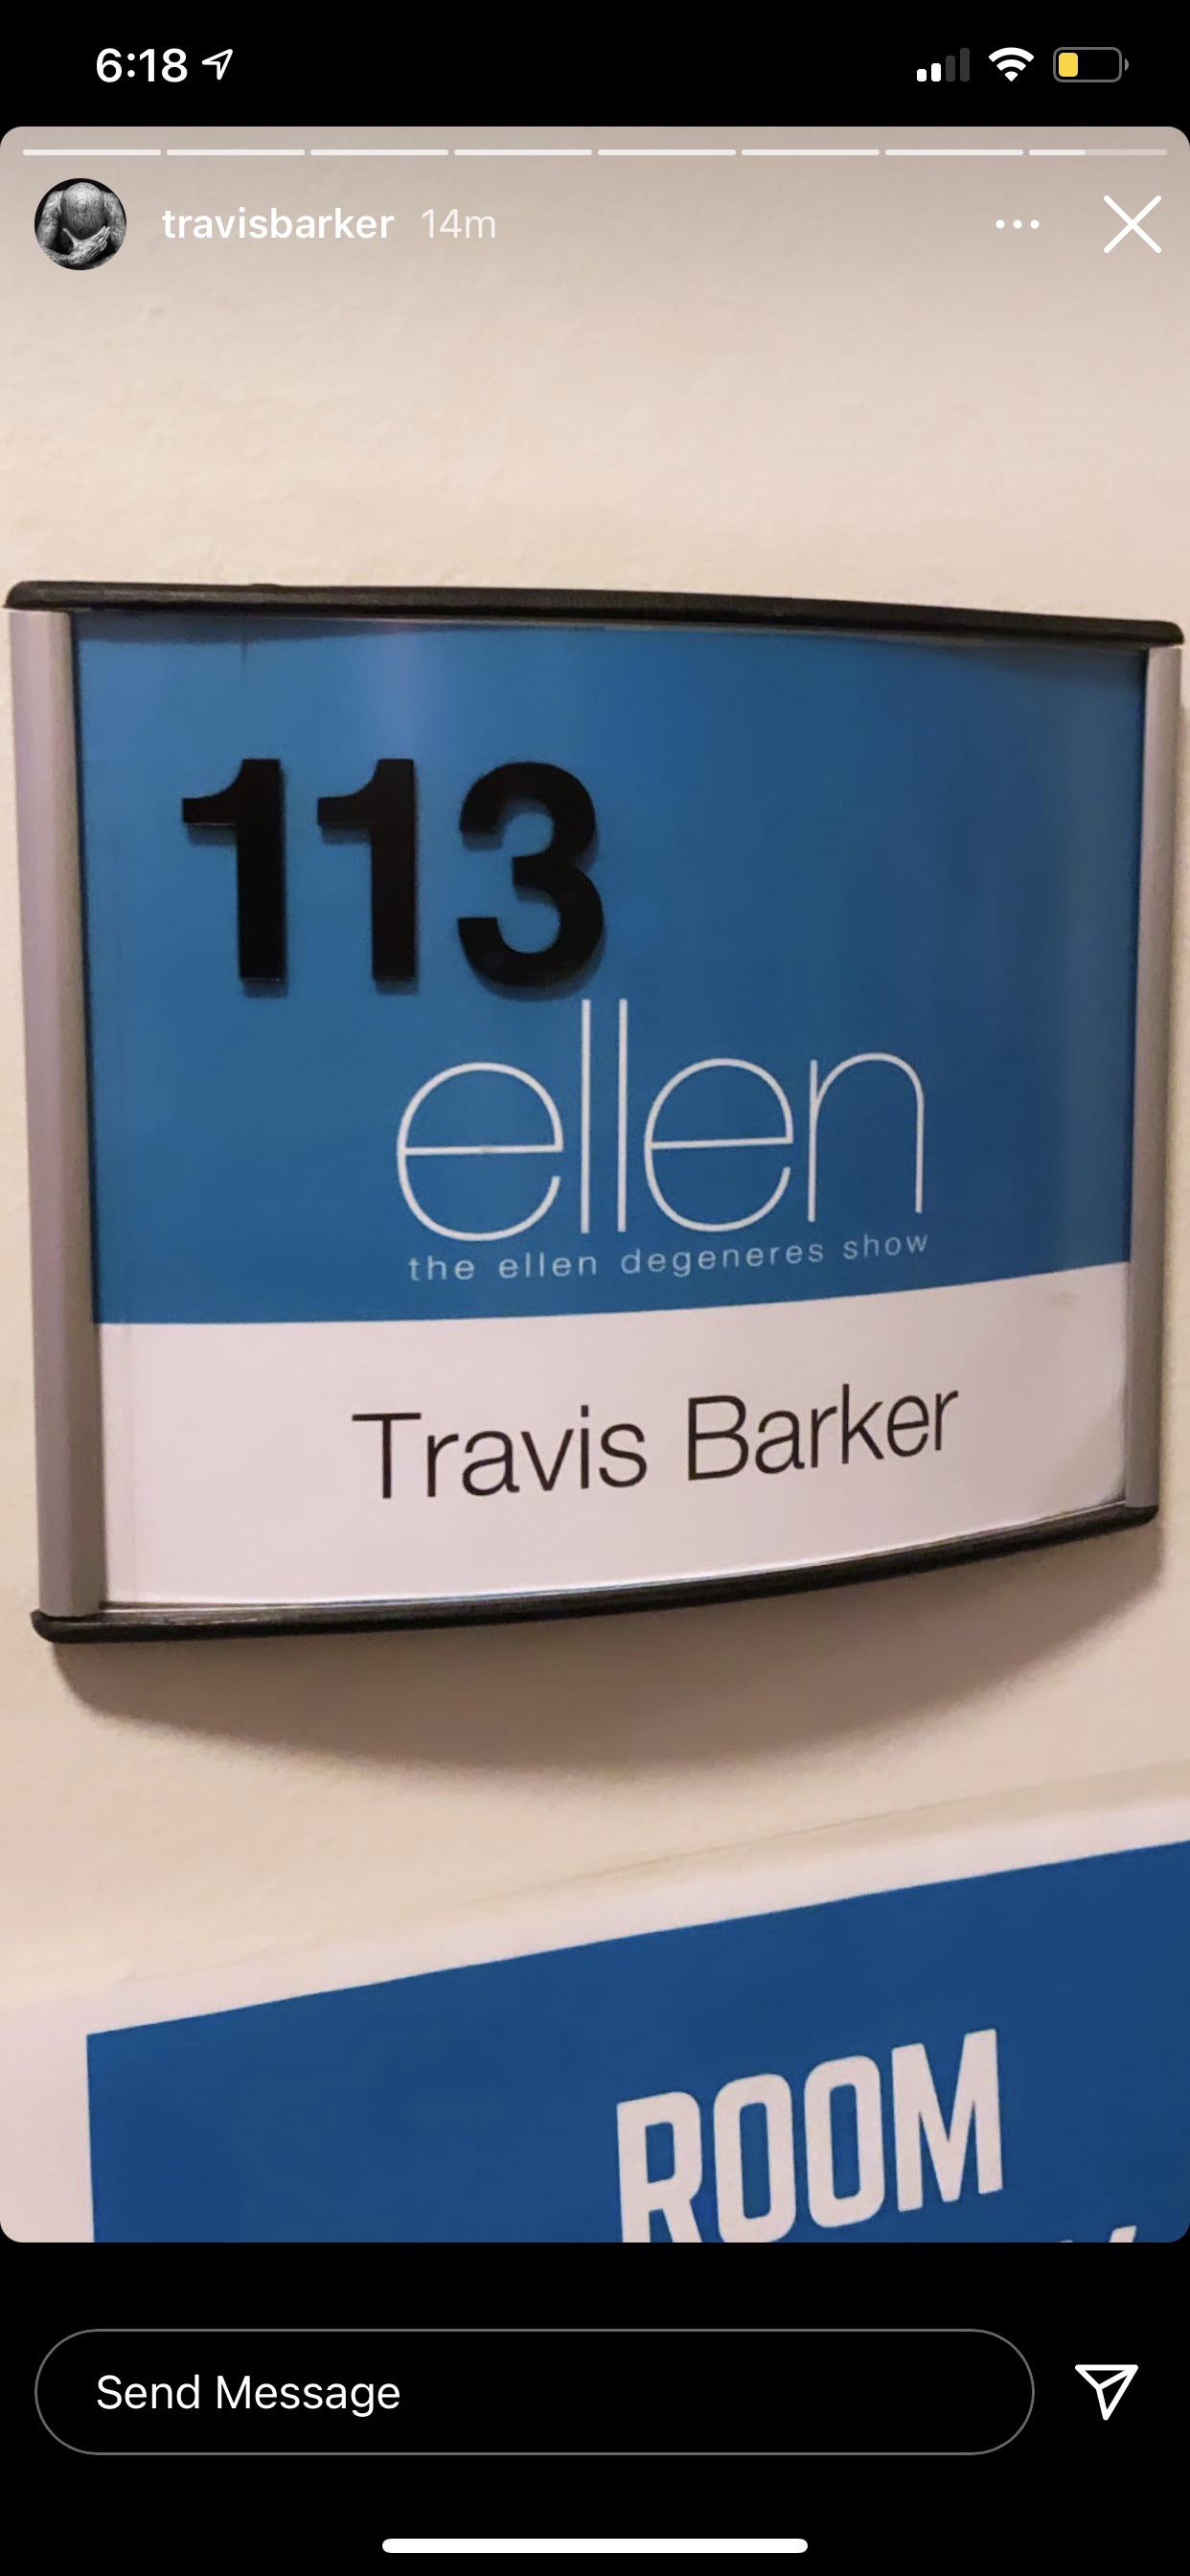 6:18
travisbarker 14m
113
ellen
the ellen degeneres show
Travis Barker
ROOM
Send Message